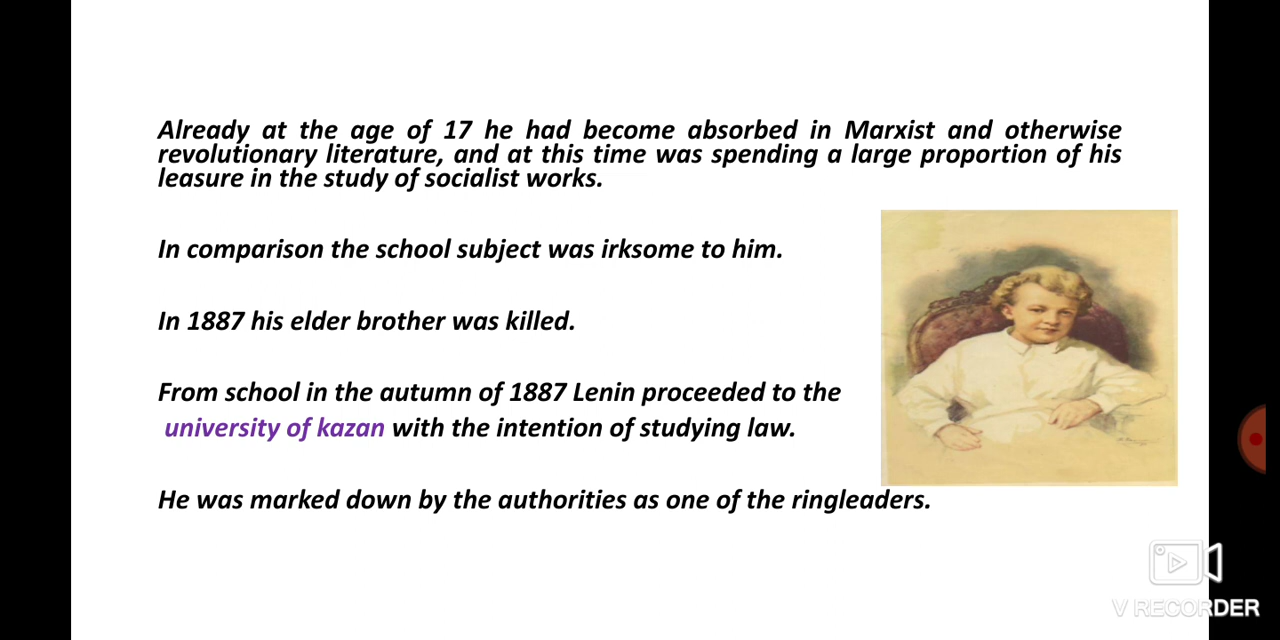 Already at the age of 17 he had become absorbed in Marxist and otherwise
revolutionary literature, and at this time was spending a large proportion of his
leasure in the study of socialist works.
In comparison the school subject was irksome to him.
In 1887 his elder brother was killed.
From school in the autumn of 1887 Lenin proceeded to the
university of kazan with the intention of studying law.
He was marked down by the authorities as one of the ringleaders.
V RECORDER